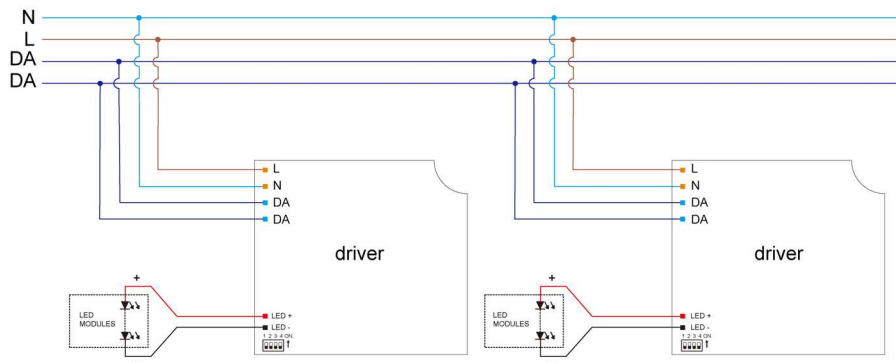 N
L
DA
DA
L
N
DA
DA
driver
+
LED
MODULES
LED +
LED -
1 2 3 4 ON
L
N
DA
DA
driver
+
LED
MODULES
LED +
LED -
1 2 3 4 ON